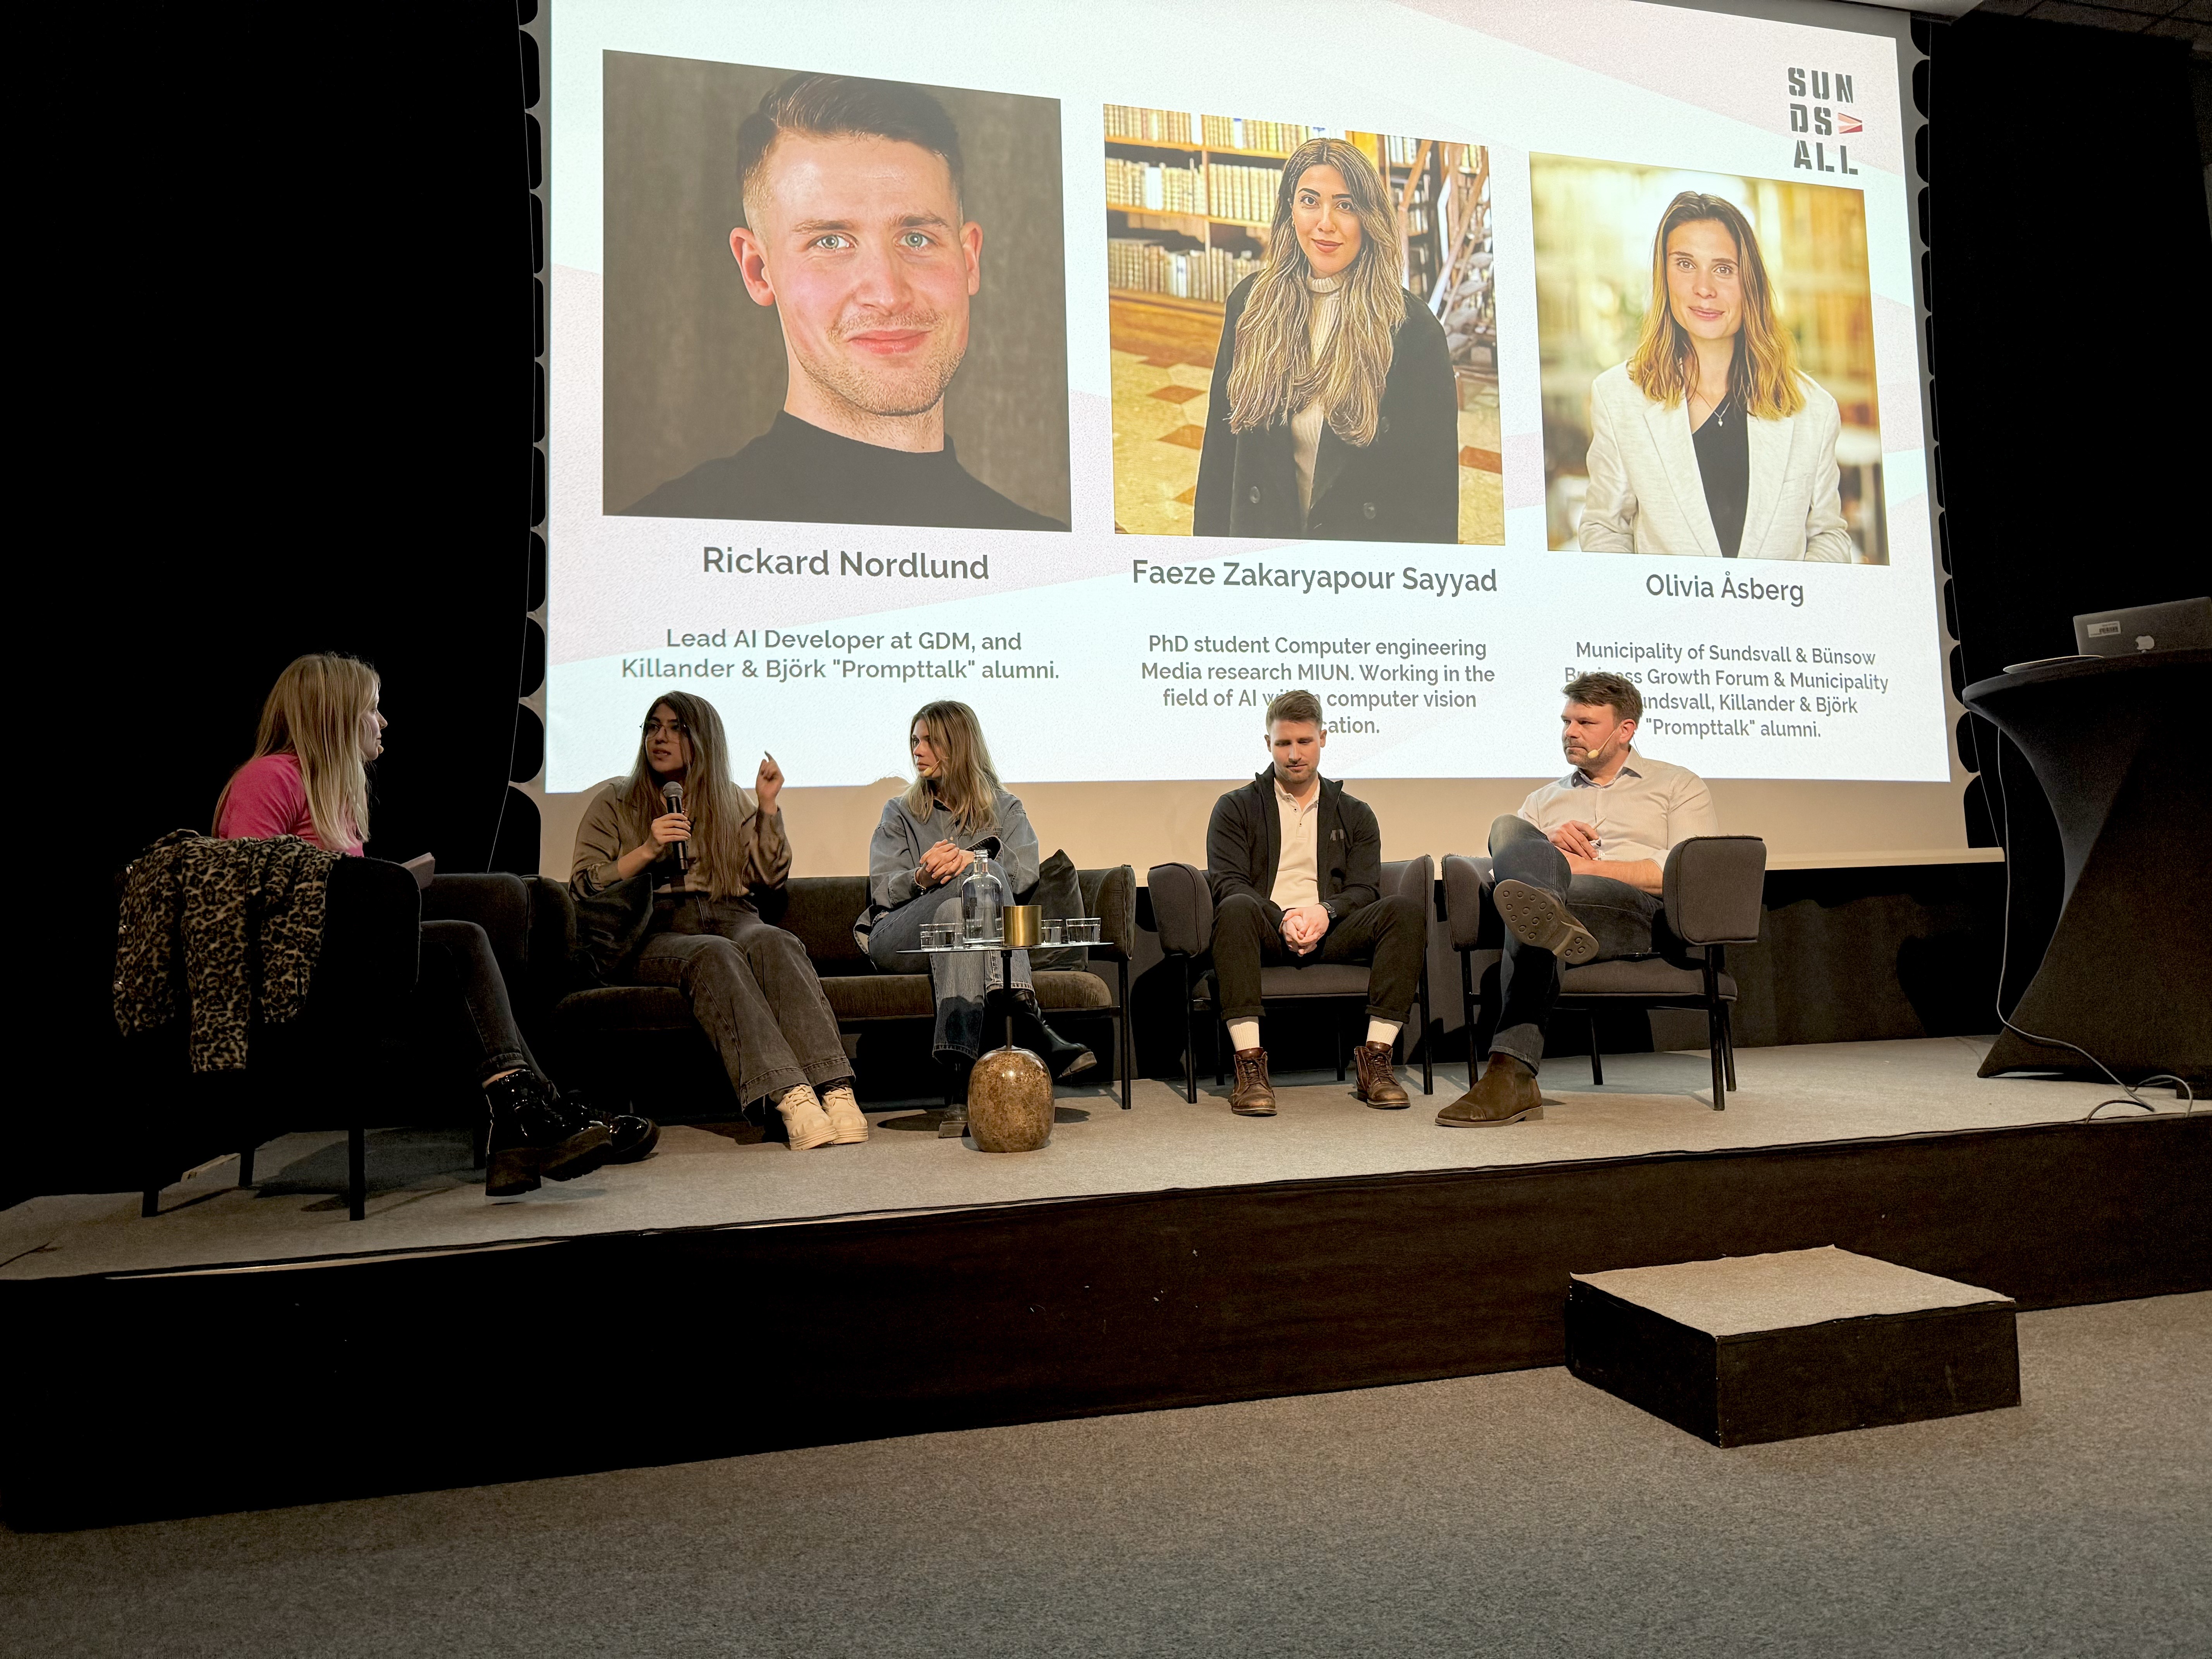 SUN
DS
ALL
Rickard Nordlund
Lead AI Developer at GDM, and
Killander & Björk "Prompttalk" alumni.
Faeze Zakaryapour Sayyad
PhD student Computer engineering
Media research MIUN. Working in the
field of AI computer vision
Olivia Åsberg
Municipality of Sundsvall & Bünsow
Growth Forum & Municipality
Killander & Björk
"Prompttalk" alumni.